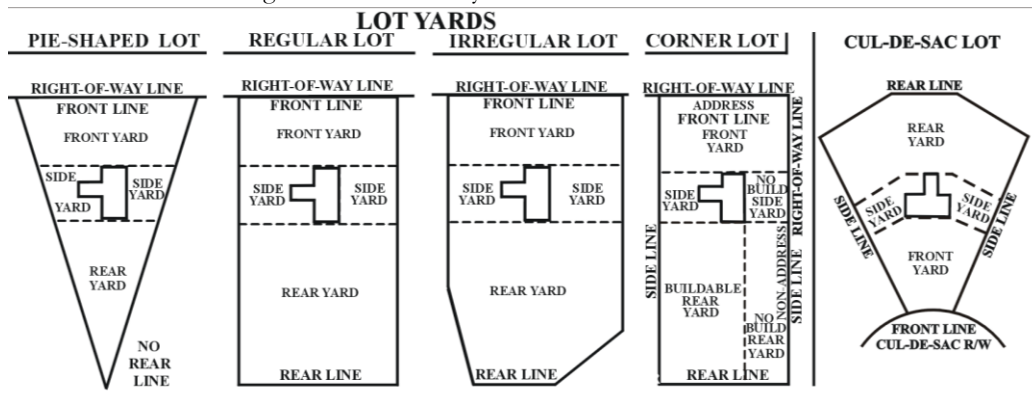 LOT YARDS
PIE-SHAPED LOT
RIGHT-OF-WAY LINE
FRONT LINE
FRONT YARD
SIDE
YARD
SIDE
YARD
REAR
YARD
NO
REAR
LINE
REGULAR LOT
RIGHT-OF-WAY LINE
FRONT LINE
FRONT YARD
SIDE
YARD
SIDE
YARD
REAR YARD
REAR LINE
IRREGULAR LOT
RIGHT-OF-WAY LINE
FRONT LINE
FRONT YARD
SIDE
YARD
SIDE
YARD
REAR YARD
REAR LINE
CORNER LOT
RIGHT-OF-WAY LINE
ADDRESS
FRONT LINE
FRONT
YARD
SIDE
YARD
NO
BUILD
SIDE
YARD
RIGHT-OF-WAY LINE
SIDE LINE
BUILDABLE
REAR
YARD
NON-ADDRESS
SIDE LINE
NO
BUILD
REAR
YARD
REAR LINE
CUL-DE-SAC LOT
REAR LINE
REAR
YARD
SIDE
YARD
SIDE
YARD
SIDE LINE
SIDE LINE
FRONT
YARD
FRONT LINE
CUL-DE-SAC R/W